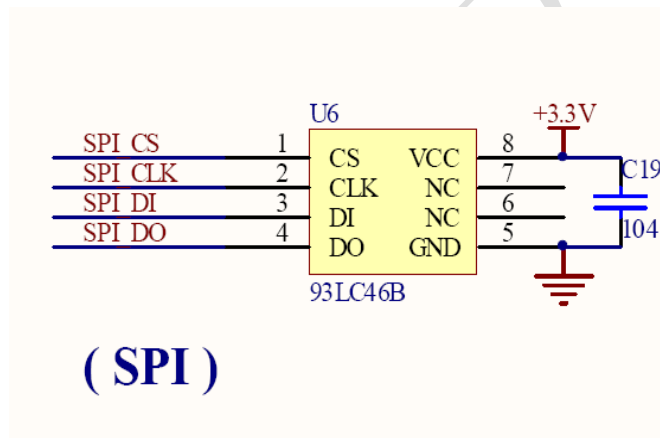 U6
+3.3V
SPI CS 1 CS VCC 8
SPI CLK 2 CLK NC 7
SPI DI 3 DI NC 6
SPI DO 4 DO GND 5
C19
104
93LC46B
( SPI )